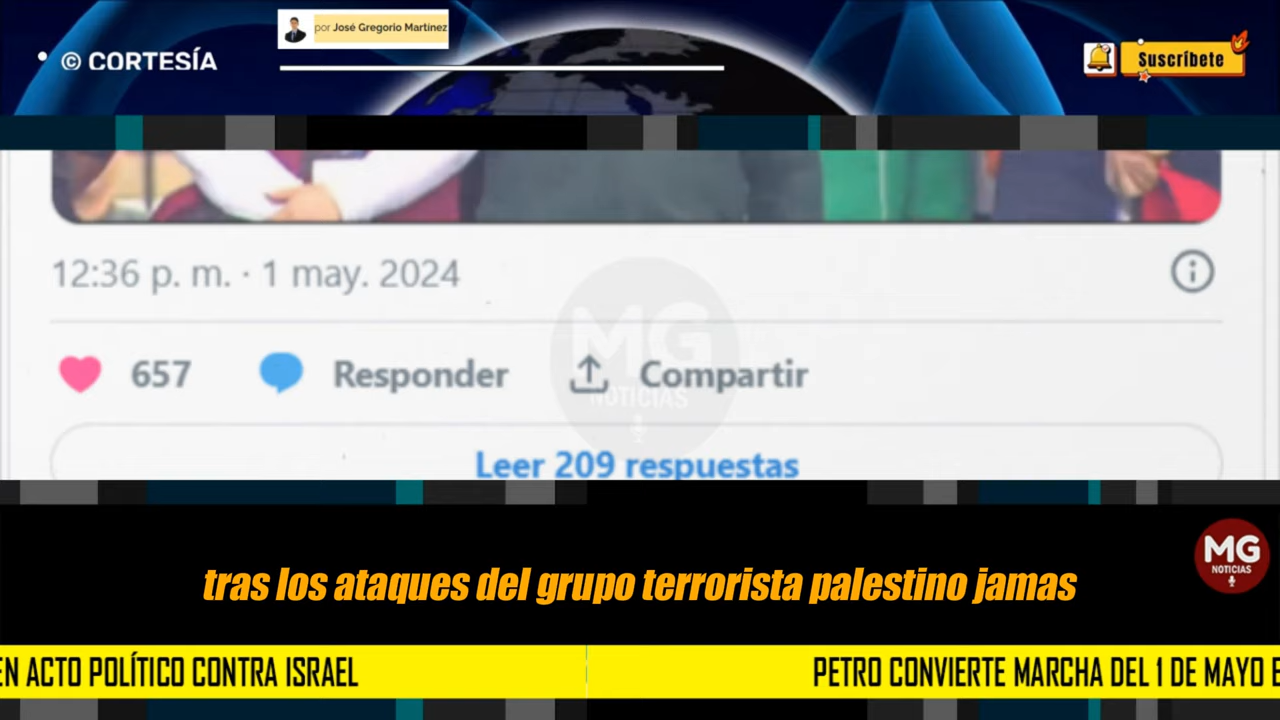 © CORTESÍA
por José Gregorio Martínez
Suscríbete
12:36 p. m. · 1 may. 2024
657 Responder Compartir
MG
NOTICIAS
Leer 209 respuestas
MG
NOTICIAS
tras los ataques del grupo terrorista palestino jamas
EN ACTO POLÍTICO CONTRA ISRAEL
PETRO CONVIERTE MARCHA DEL 1 DE MAYO E